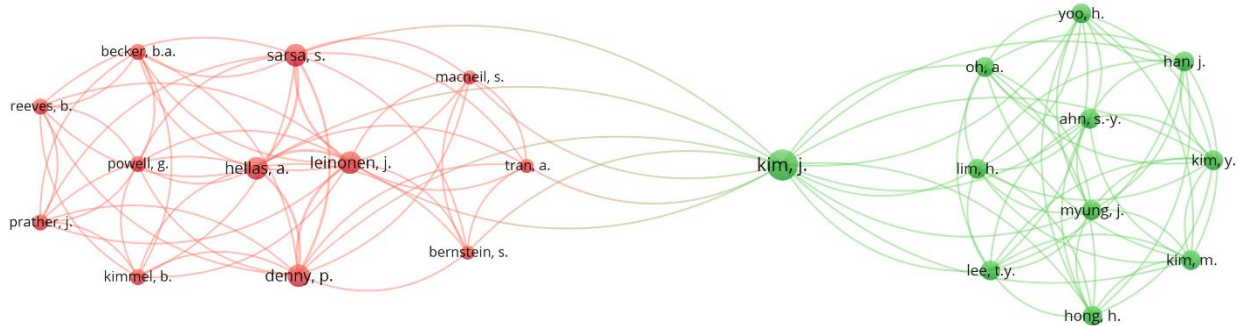 becker, b.a.
sarsa, s.
macneil, s.
reeves, b.
powell, g.
hellas, a.
leinonen, j.
tran, a.
prather, j.
bernstein, s.
kimmel, b.
denny, p.
kim, j.
yoo, h.
oh, a.
han, j.
ahn, s.-y.
lim, h.
kim, y.
myung, j.
lee, t.y.
kim, m.
hong, h.